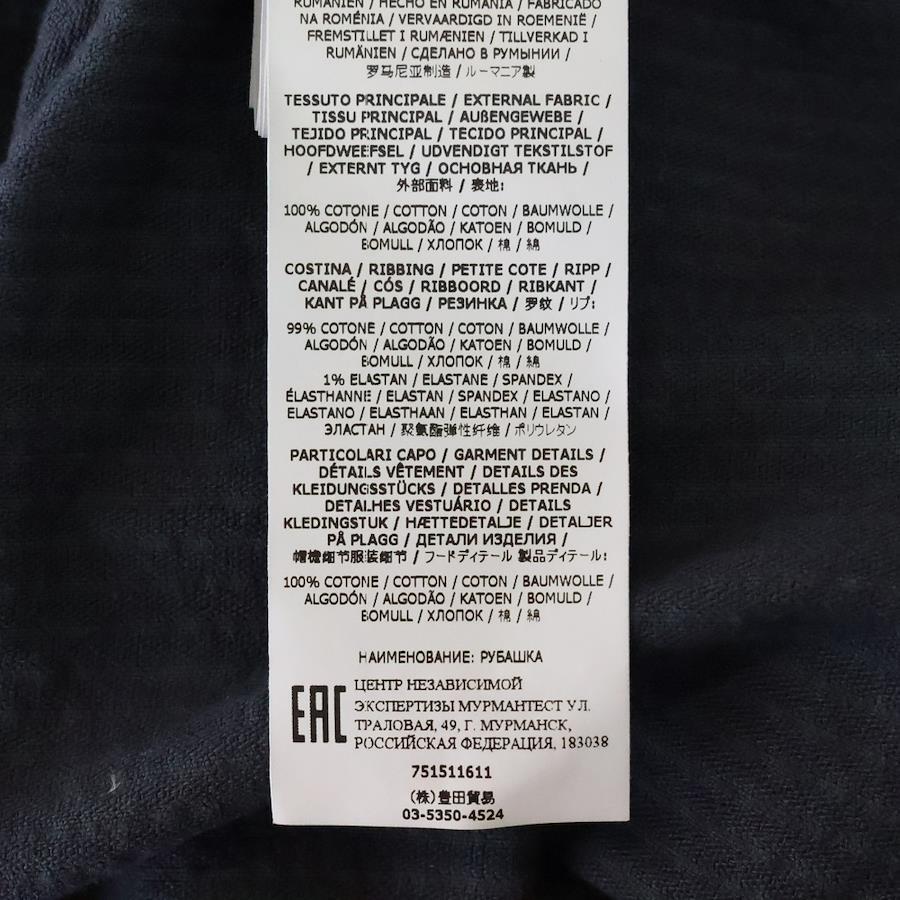 RUMÄNIEN / HECHO EN RUMANÍA / FABRICADO
NA ROMÉNIA / VERVAARDIGD IN ROEMENIË /
FREMSTILLET I RUMÆNIEN / TILLVERKAD I
RUMÄNIEN / СДЕЛАНО В РУМЫНИИ /
罗马尼亚制造 / ルーマニア製
TESSUTO PRINCIPALE / EXTERNAL FABRIC /
TISSU PRINCIPAL / AUßENGEWEBE /
TEJIDO PRINCIPAL / TECIDO PRINCIPAL /
HOOFDWEEFSEL / UDVENDIGT TEKSTILSTOF
/ EXTERNT TYG / ОСНОВНАЯ ТКАНЬ /
外部面料 / 表地:
100% COTONE / COTTON / COTON / BAUMWOLLE /
ALGODÓN / ALGODÃO / KATOEN / BOMULD /
BOMULL / ХЛОПОК / 棉 / 綿
COSTINA / RIBBING / PETITE COTE / RIPP /
CANALÉ / CÓS / RIBBOORD / RIBKANT /
KANT PÅ PLAGG / РЕЗИНКА / 罗纹 / リブ:
99% COTONE / COTTON / COTON / BAUMWOLLE /
ALGODÓN / ALGODÃO / KATOEN / BOMULD /
BOMULL / ХЛОПОК / 棉 / 綿
1% ELASTAN / ELASTANE / SPANDEX /
ÉLASTHANNE / ELASTAN / SPANDEX / ELASTANO /
ELASTANO / ELASTHAAN / ELASTHAN / ELASTAN /
ЭЛАСТАН / 聚氨酯弹性纤维 / ポリウレタン
PARTICOLARI CAPO / GARMENT DETAILS /
DÉTAILS VÊTEMENT / DETAILS DES
KLEIDUNGSSTÜCKS / DETALLES PRENDA /
DETALHES VESTUÁRIO / DETAILS
KLEDINGSTUK / HÆTTEDETALJE / DETALJER
PÅ PLAGG / ДЕТАЛИ ИЗДЕЛИЯ /
帽檐细节服装细节 / フードディテール 製品ディテール:
100% COTONE / COTTON / COTON / BAUMWOLLE /
ALGODÓN / ALGODÃO / KATOEN / BOMULD /
BOMULL / ХЛОПОК / 棉 / 綿
НАИМЕНОВАНИЕ: РУБАШКА
EAC
ЦЕНТР НЕЗАВИСИМОЙ
ЭКСПЕРТИЗЫ МУРМАНТЕСТ УЛ.
ТРАЛОВАЯ, 49, Г. МУРМАНСК,
РОССИЙСКАЯ ФЕДЕРАЦИЯ, 183038
751511611
(株)豊田貿易
03-5350-4524